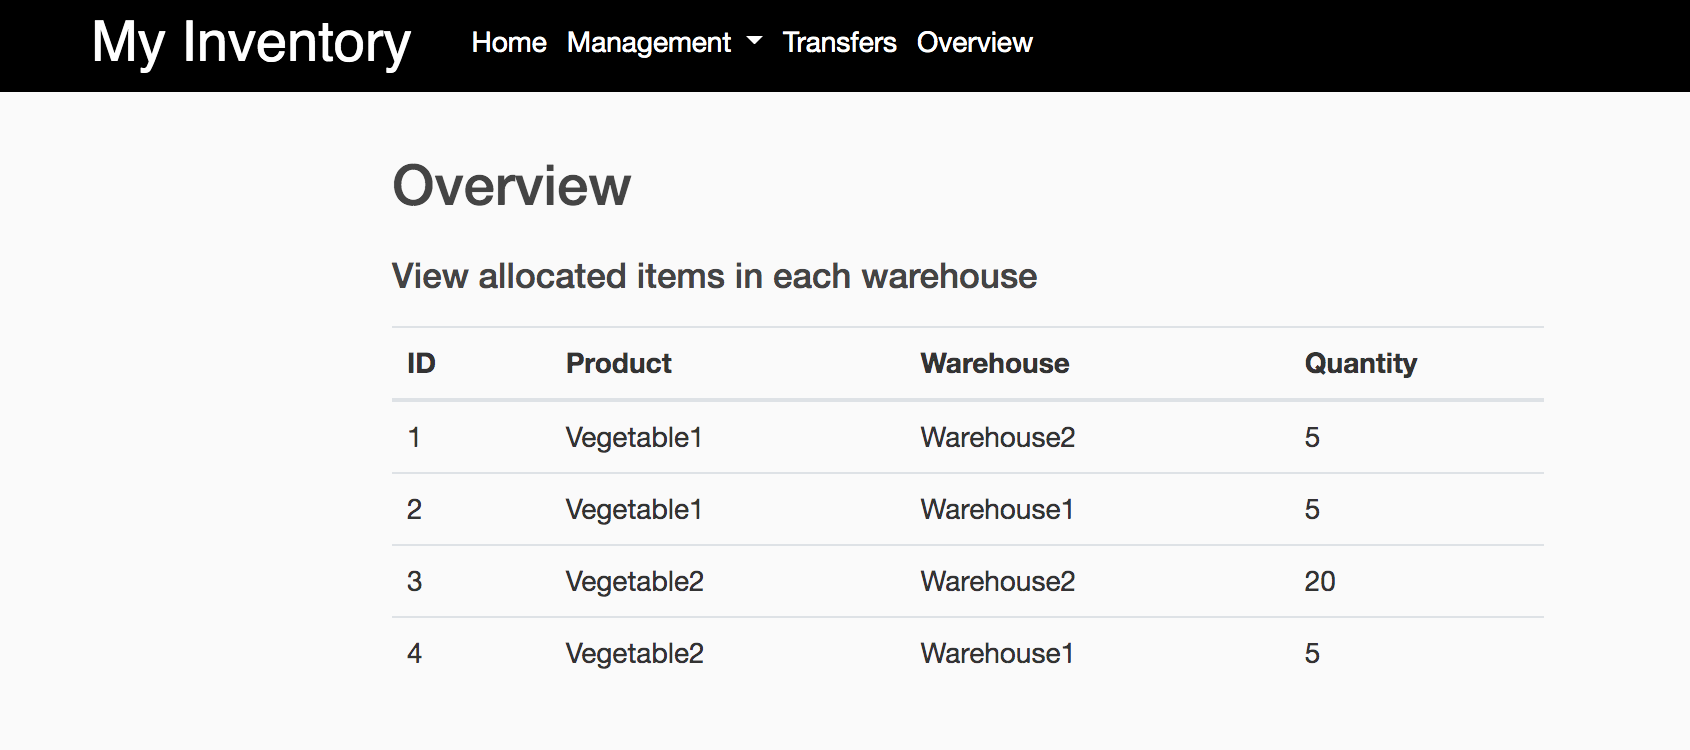 My Inventory Home Management Transfers Overview
Overview
View allocated items in each warehouse
ID Product Warehouse Quantity
1 Vegetable1 Warehouse2 5
2 Vegetable1 Warehouse1 5
3 Vegetable2 Warehouse2 20
4 Vegetable2 Warehouse1 5